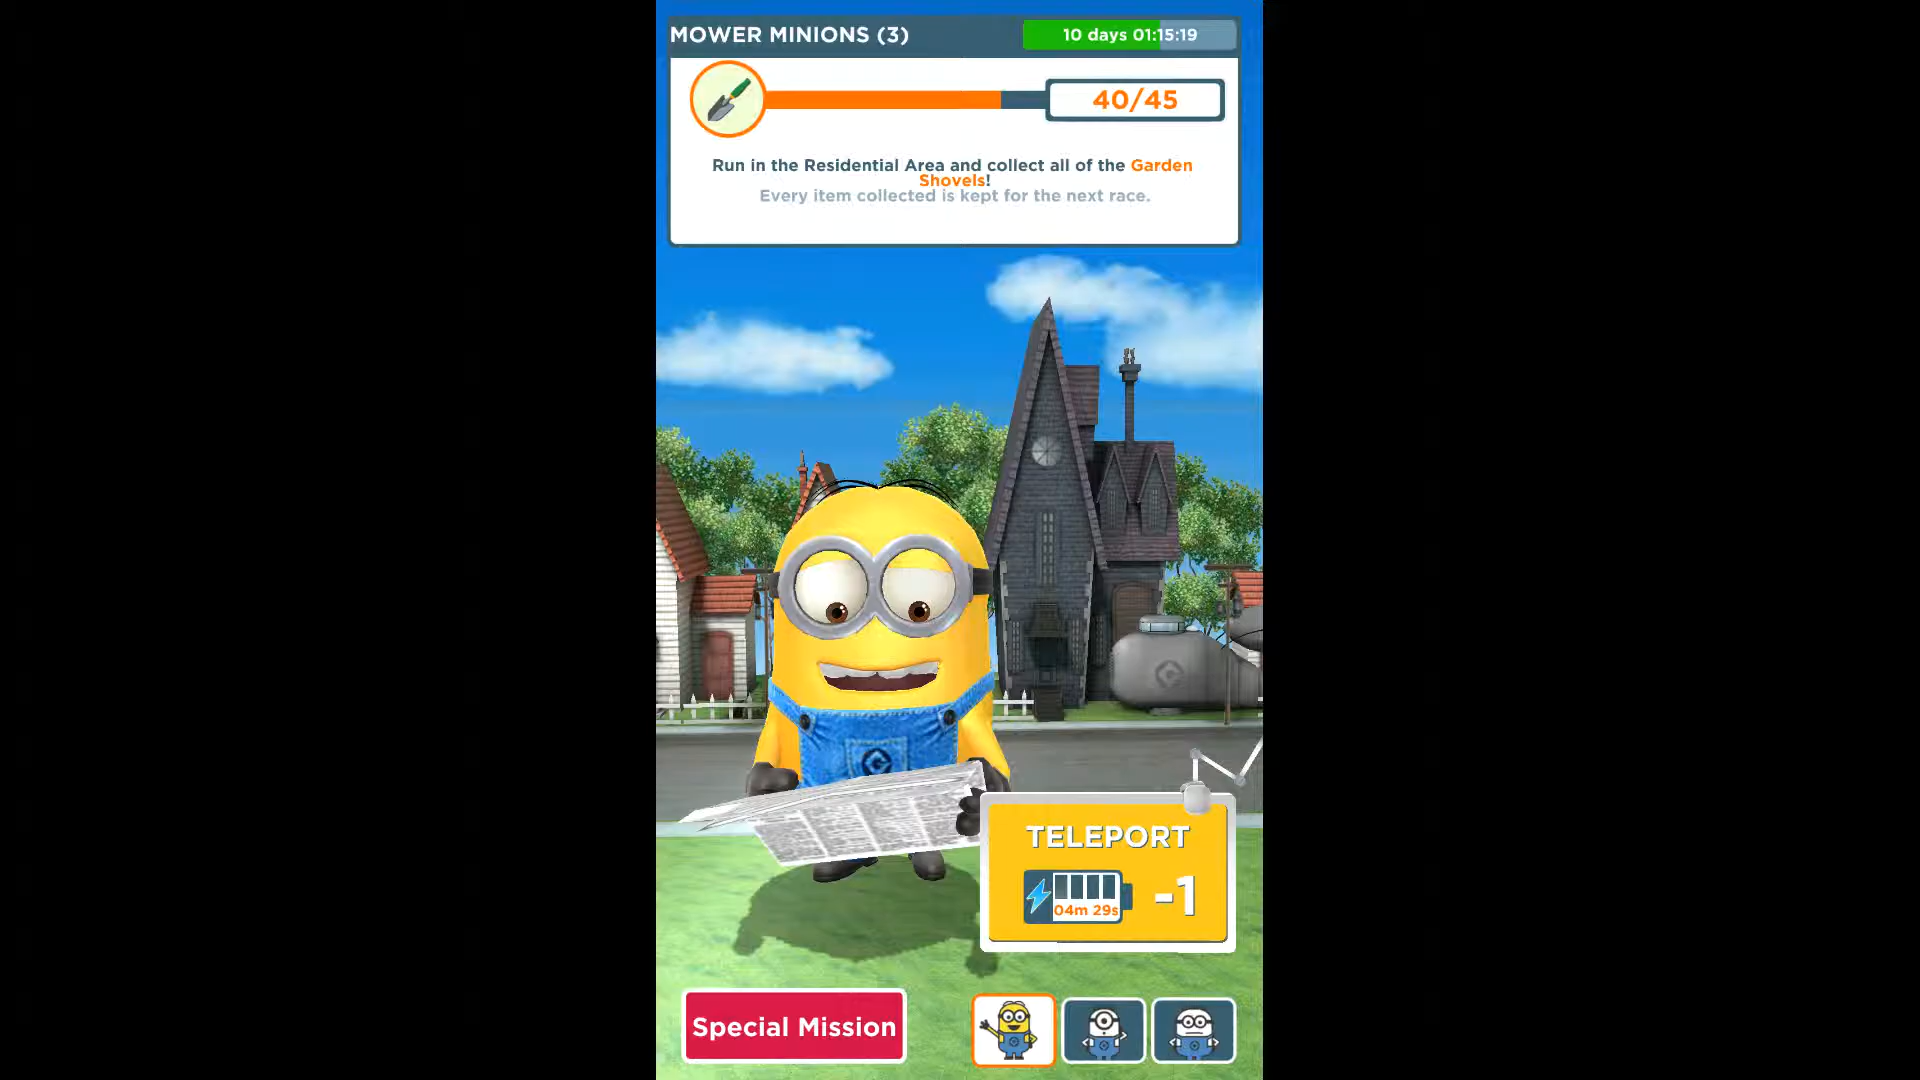 MOWER MINIONS (3)
10 days 01:15:19
40/45
Run in the Residential Area and collect all of the Garden
Shovels!
Every item collected is kept for the next race.
TELEPORT
04m 29s
-1
Special Mission